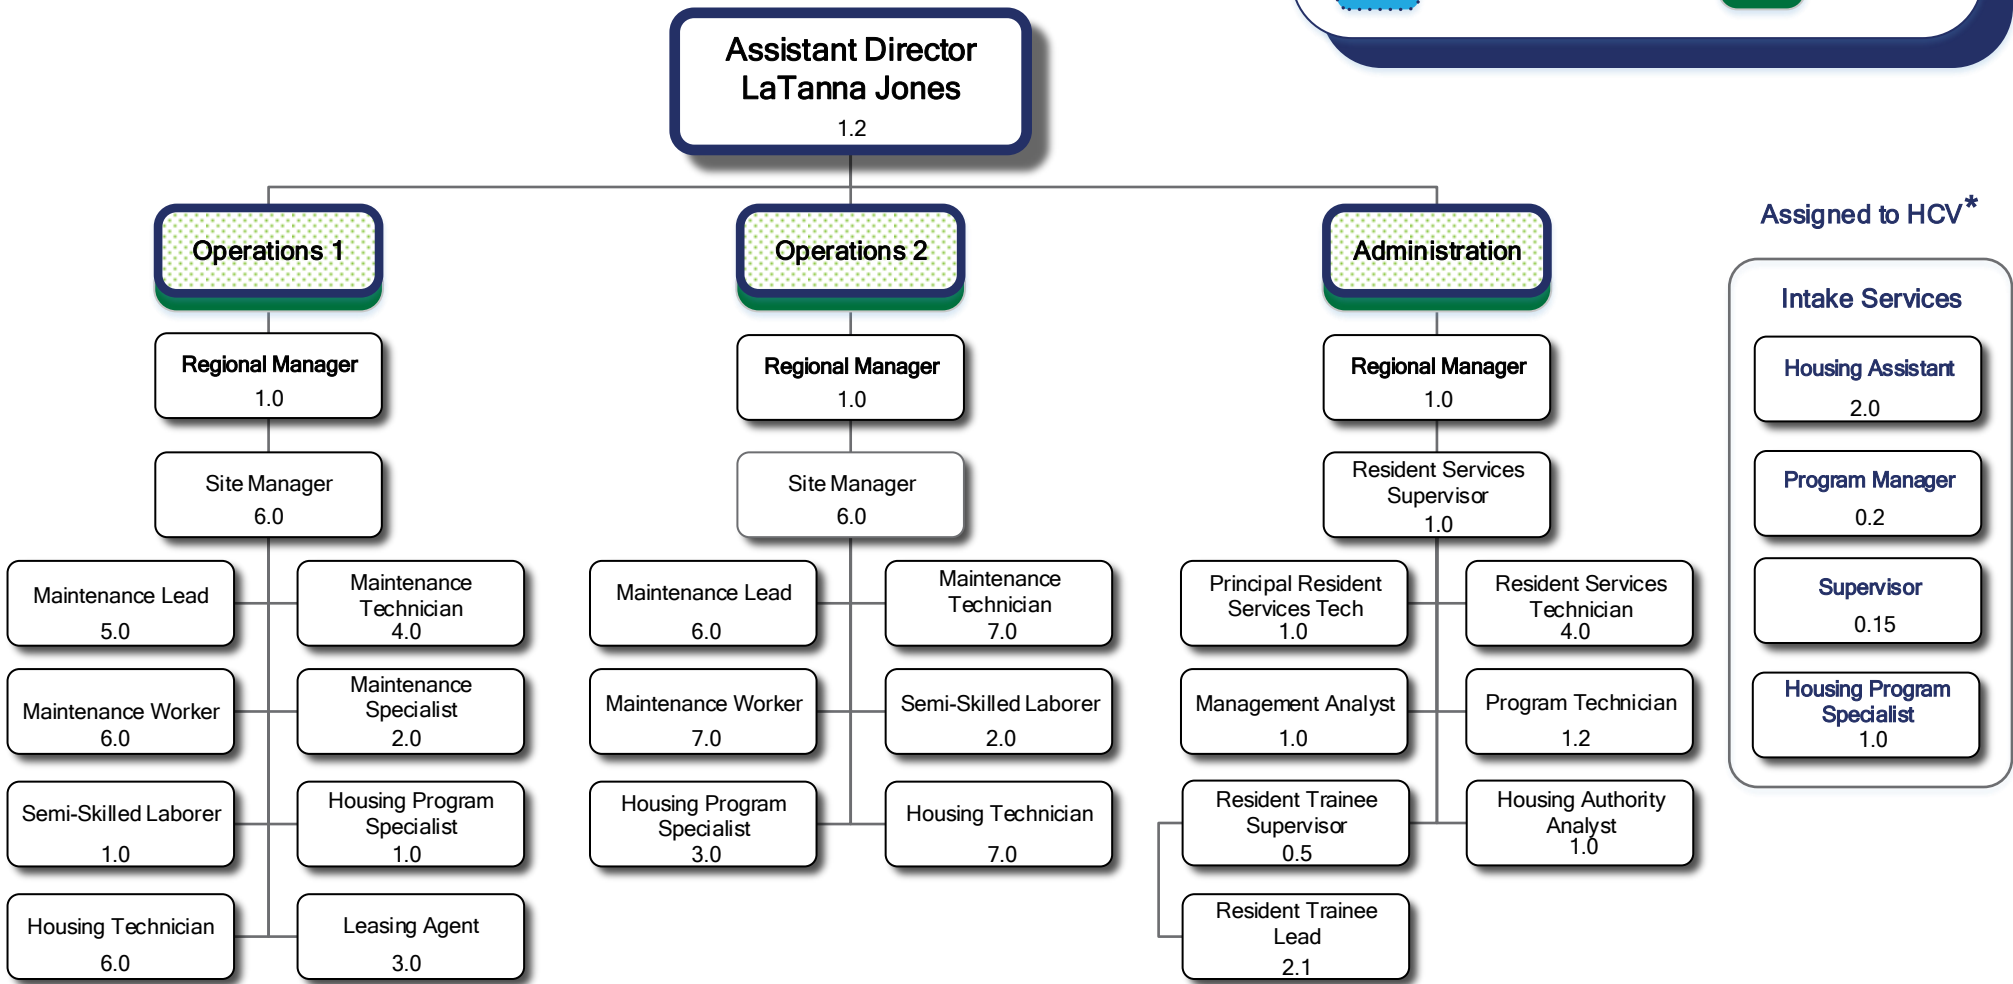 Assistant Director
LaTanna Jones
1.2
Operations 1
Regional Manager
1.0
Site Manager
6.0
Maintenance Lead
5.0
Maintenance
Technician
4.0
Maintenance Worker
6.0
Maintenance
Specialist
2.0
Semi-Skilled Laborer
1.0
Housing Program
Specialist
1.0
Housing Technician
6.0
Leasing Agent
3.0
Operations 2
Regional Manager
1.0
Site Manager
6.0
Maintenance Lead
6.0
Maintenance
Technician
7.0
Maintenance Worker
7.0
Semi-Skilled Laborer
2.0
Housing Program
Specialist
3.0
Housing Technician
7.0
Administration
Regional Manager
1.0
Resident Services
Supervisor
1.0
Principal Resident
Services Tech
1.0
Resident Services
Technician
4.0
Management Analyst
1.0
Program Technician
1.2
Resident Trainee
Supervisor
0.5
Housing Authority
Analyst
1.0
Resident Trainee
Lead
2.1
Assigned to HCV*
Intake Services
Housing Assistant
2.0
Program Manager
0.2
Supervisor
0.15
Housing Program
Specialist
1.0